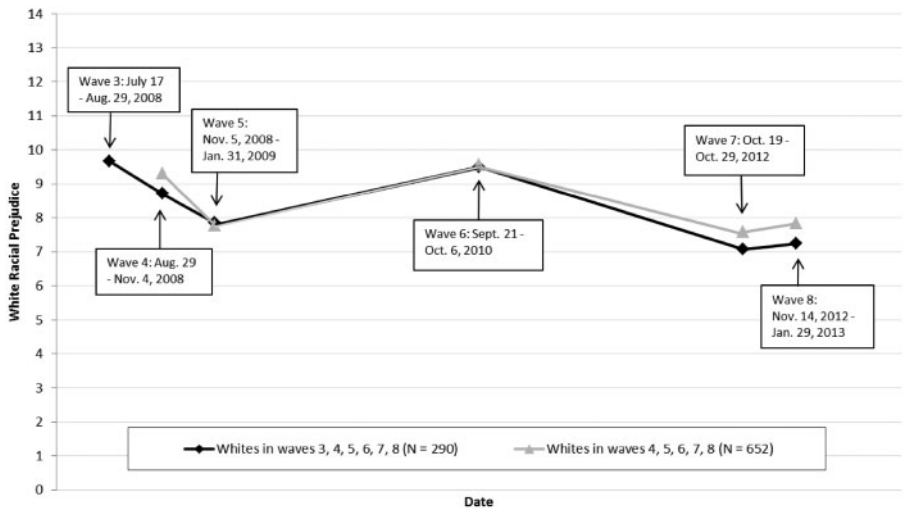 White Racial Prejudice
14
13
12
11
10
9
8
7
6
5
4
3
2
1
0
Wave 3: July 17
- Aug. 29, 2008
Wave 5:
Nov. 5, 2008 -
Jan. 31, 2009
Wave 7: Oct. 19 -
Oct. 29, 2012
Wave 4: Aug. 29
- Nov. 4, 2008
Wave 6: Sept. 21 -
Oct. 6, 2010
Wave 8:
Nov. 14, 2012 -
Jan. 29, 2013
Whites in waves 3, 4, 5, 6, 7, 8 (N = 290)
Whites in waves 4, 5, 6, 7, 8 (N = 652)
Date